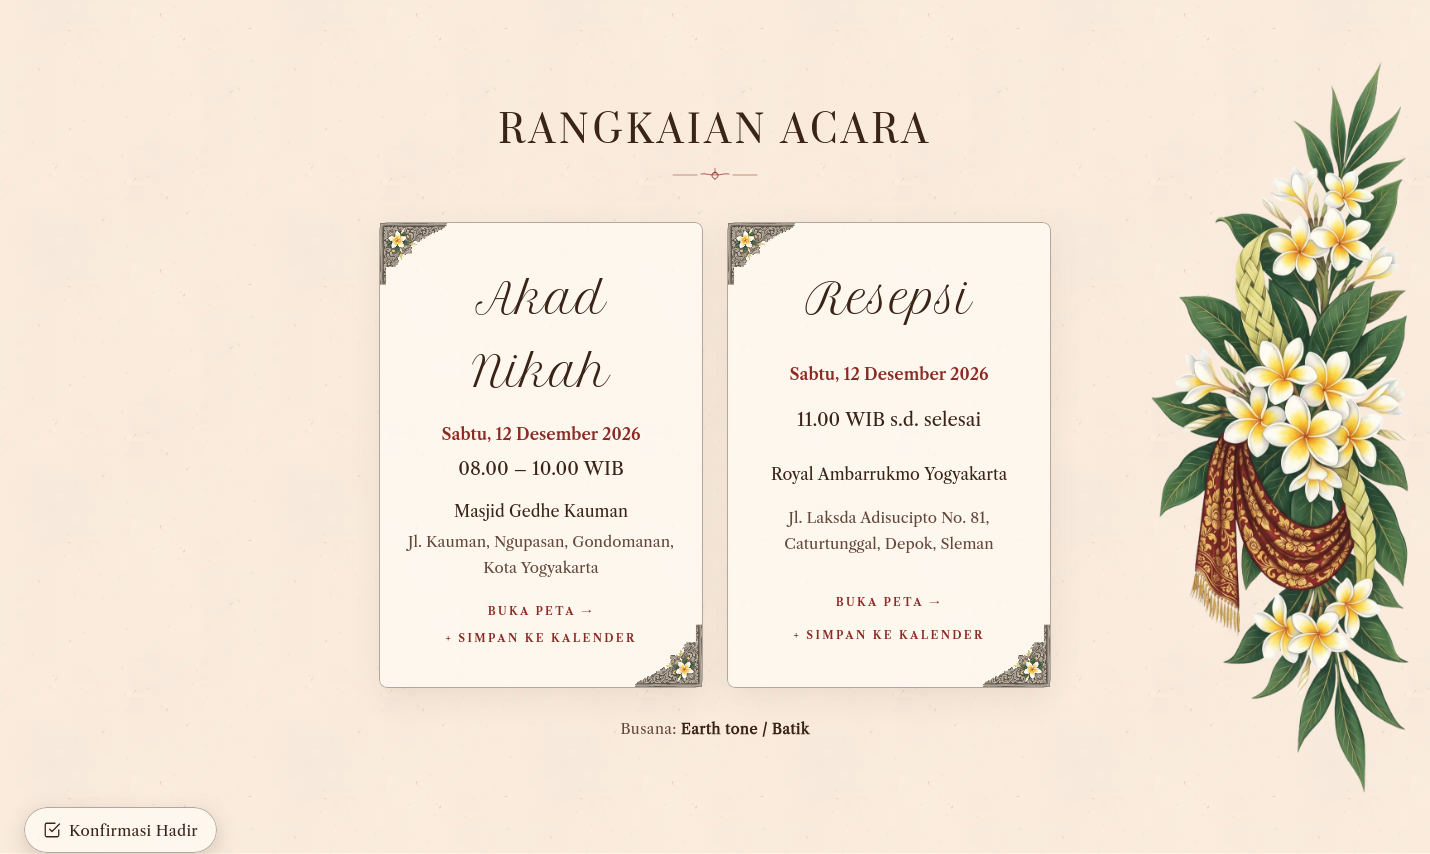 RANGKAIAN ACARA
Akad
Nikah
Sabtu, 12 Desember 2026
08.00 – 10.00 WIB
Masjid Gedhe Kauman
Jl. Kauman, Ngupasan, Gondomanan,
Kota Yogyakarta
BUKA PETA →
+ SIMPAN KE KALENDER
Resepsi
Sabtu, 12 Desember 2026
11.00 WIB s.d. selesai
Royal Ambarrukmo Yogyakarta
Jl. Laksda Adisucipto No. 81,
Caturtunggal, Depok, Sleman
BUKA PETA →
+ SIMPAN KE KALENDER
Busana: Earth tone / Batik
Konfirmasi Hadir